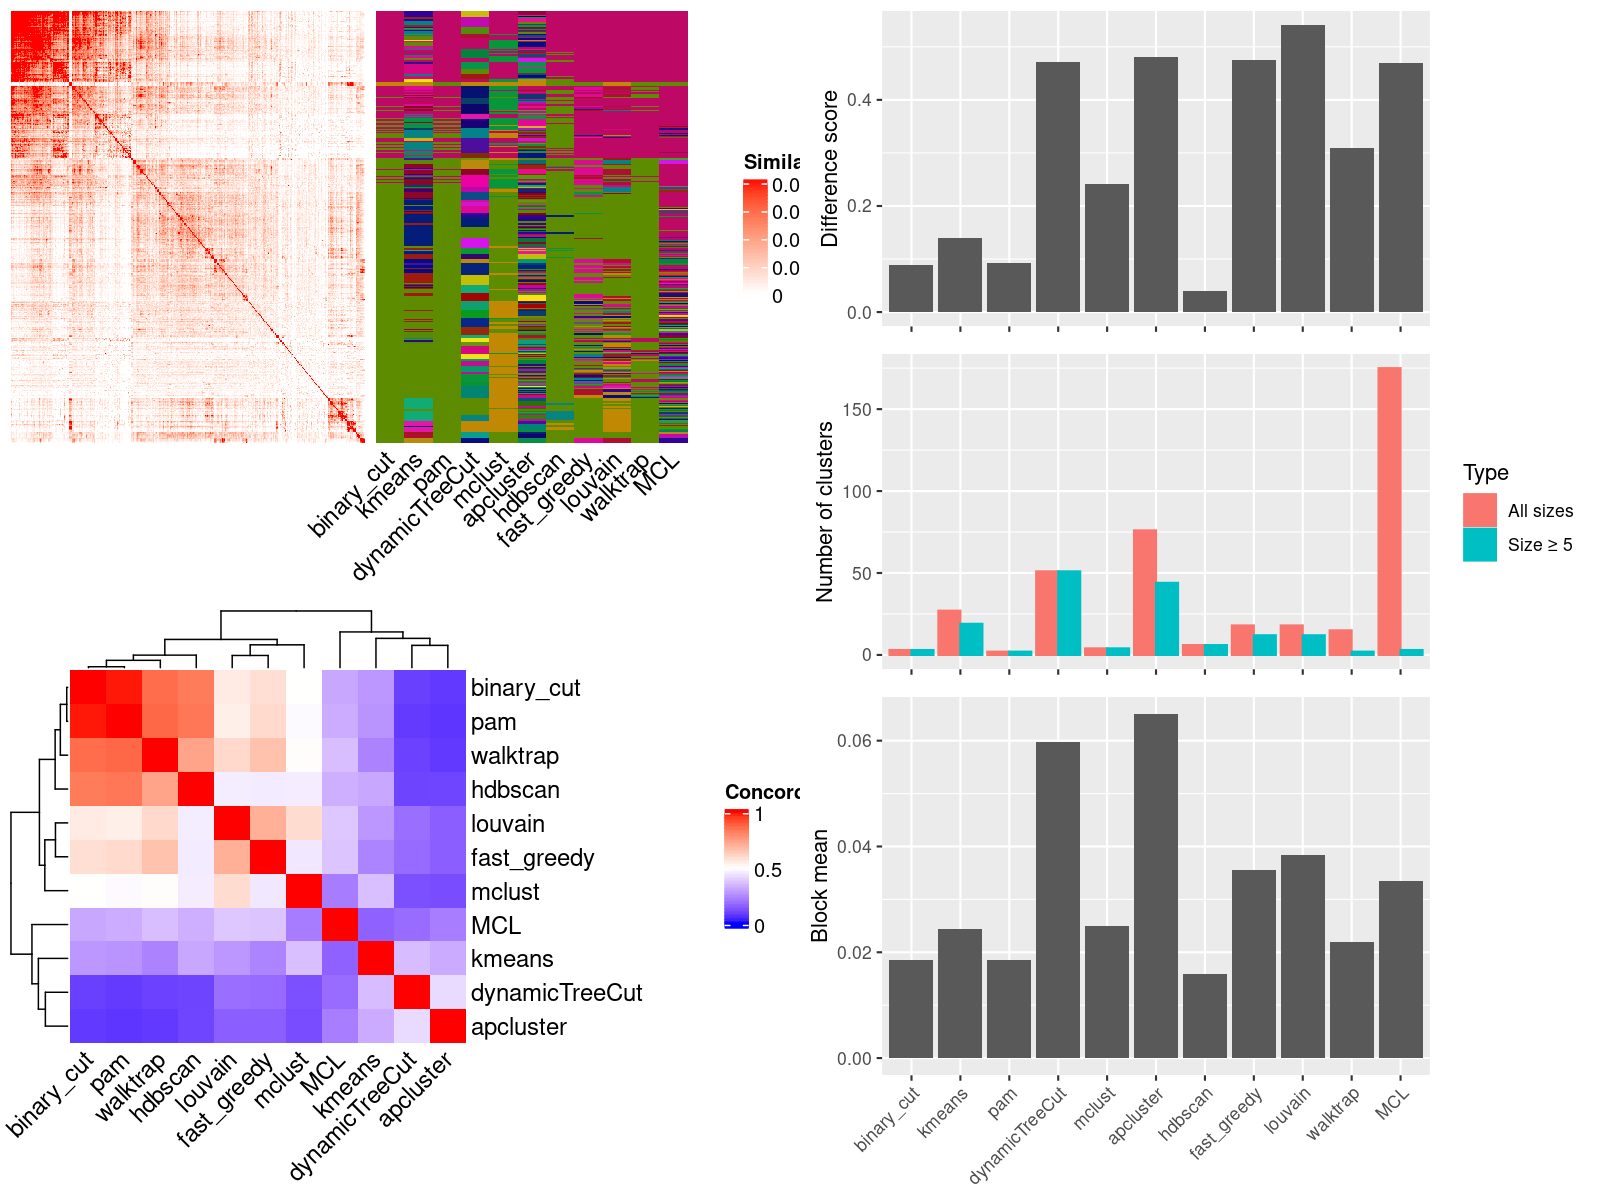 Simila
0.0
0.0
0.0
0.0
0
binary_cut
kmeans
pam
dynamicTreeCut
mclust
apcluster
hdbscan
fast_greedy
louvain
walktrap
MCL
binary_cut
pam
walktrap
hdbscan
louvain
fast_greedy
mclust
MCL
kmeans
dynamicTreeCut
apcluster
binary_cut
pam
walktrap
hdbscan
louvain
fast_greedy
mclust
MCL
kmeans
dynamicTreeCut
apcluster
Concord
1
0.5
0
Difference score
0.4
0.2
0.0
Number of clusters
150
100
50
0
Type
All sizes
Size ≥ 5
Block mean
0.06
0.04
0.02
0.00
binary_cut
kmeans
pam
dynamicTreeCut
mclust
apcluster
hdbscan
fast_greedy
louvain
walktrap
MCL